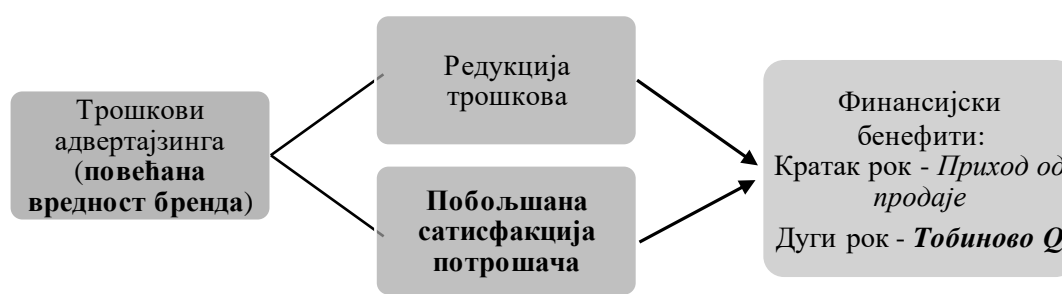 Трошкови
адвертајзинга
(повећана
вредност бренда)
Редукција
трошкова
Побољшана
сатисфакција
потрошача
Финансијски
бенефити:
Кратак рок - Приход од
продаје
Дуги рок - Тобиново Q